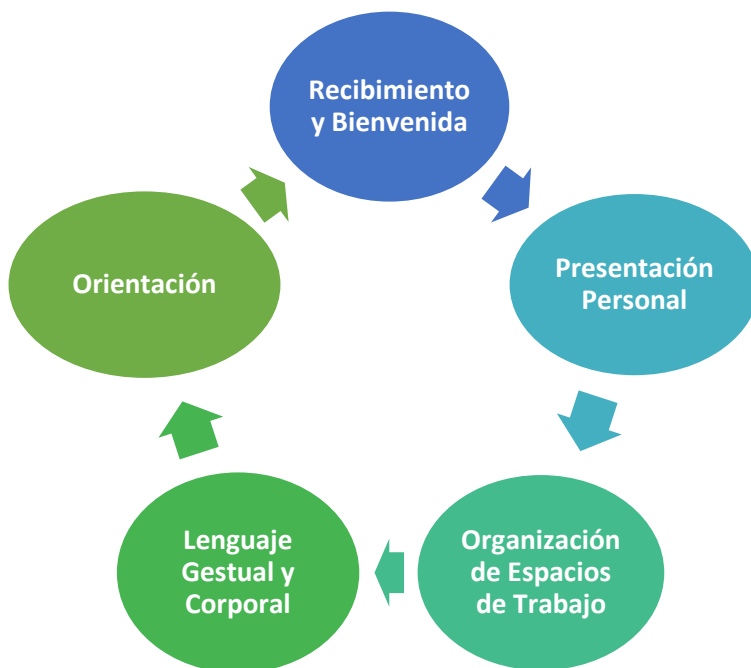 Recibimiento
y Bienvenida
Presentación
Personal
Organización
de Espacios
de Trabajo
Lenguaje
Gestual y
Corporal
Orientación